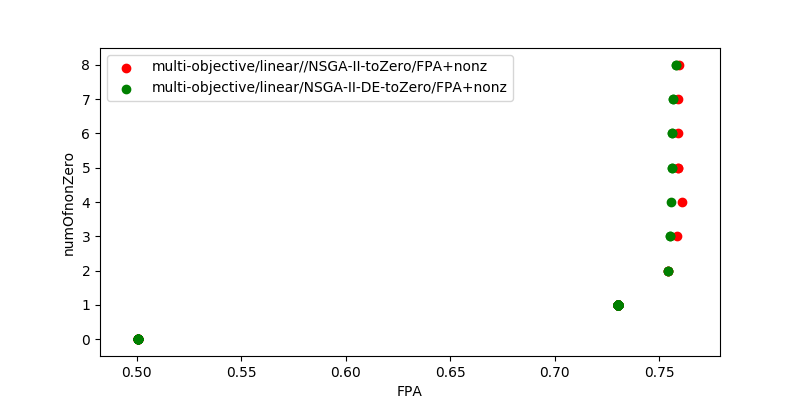 multi-objective/linear//NSGA-II-toZero/FPA+nonz
multi-objective/linear/NSGA-II-DE-toZero/FPA+nonz
numOfnonZero
8
7
6
5
4
3
2
1
0
0.50 0.55 0.60 0.65 0.70 0.75
FPA